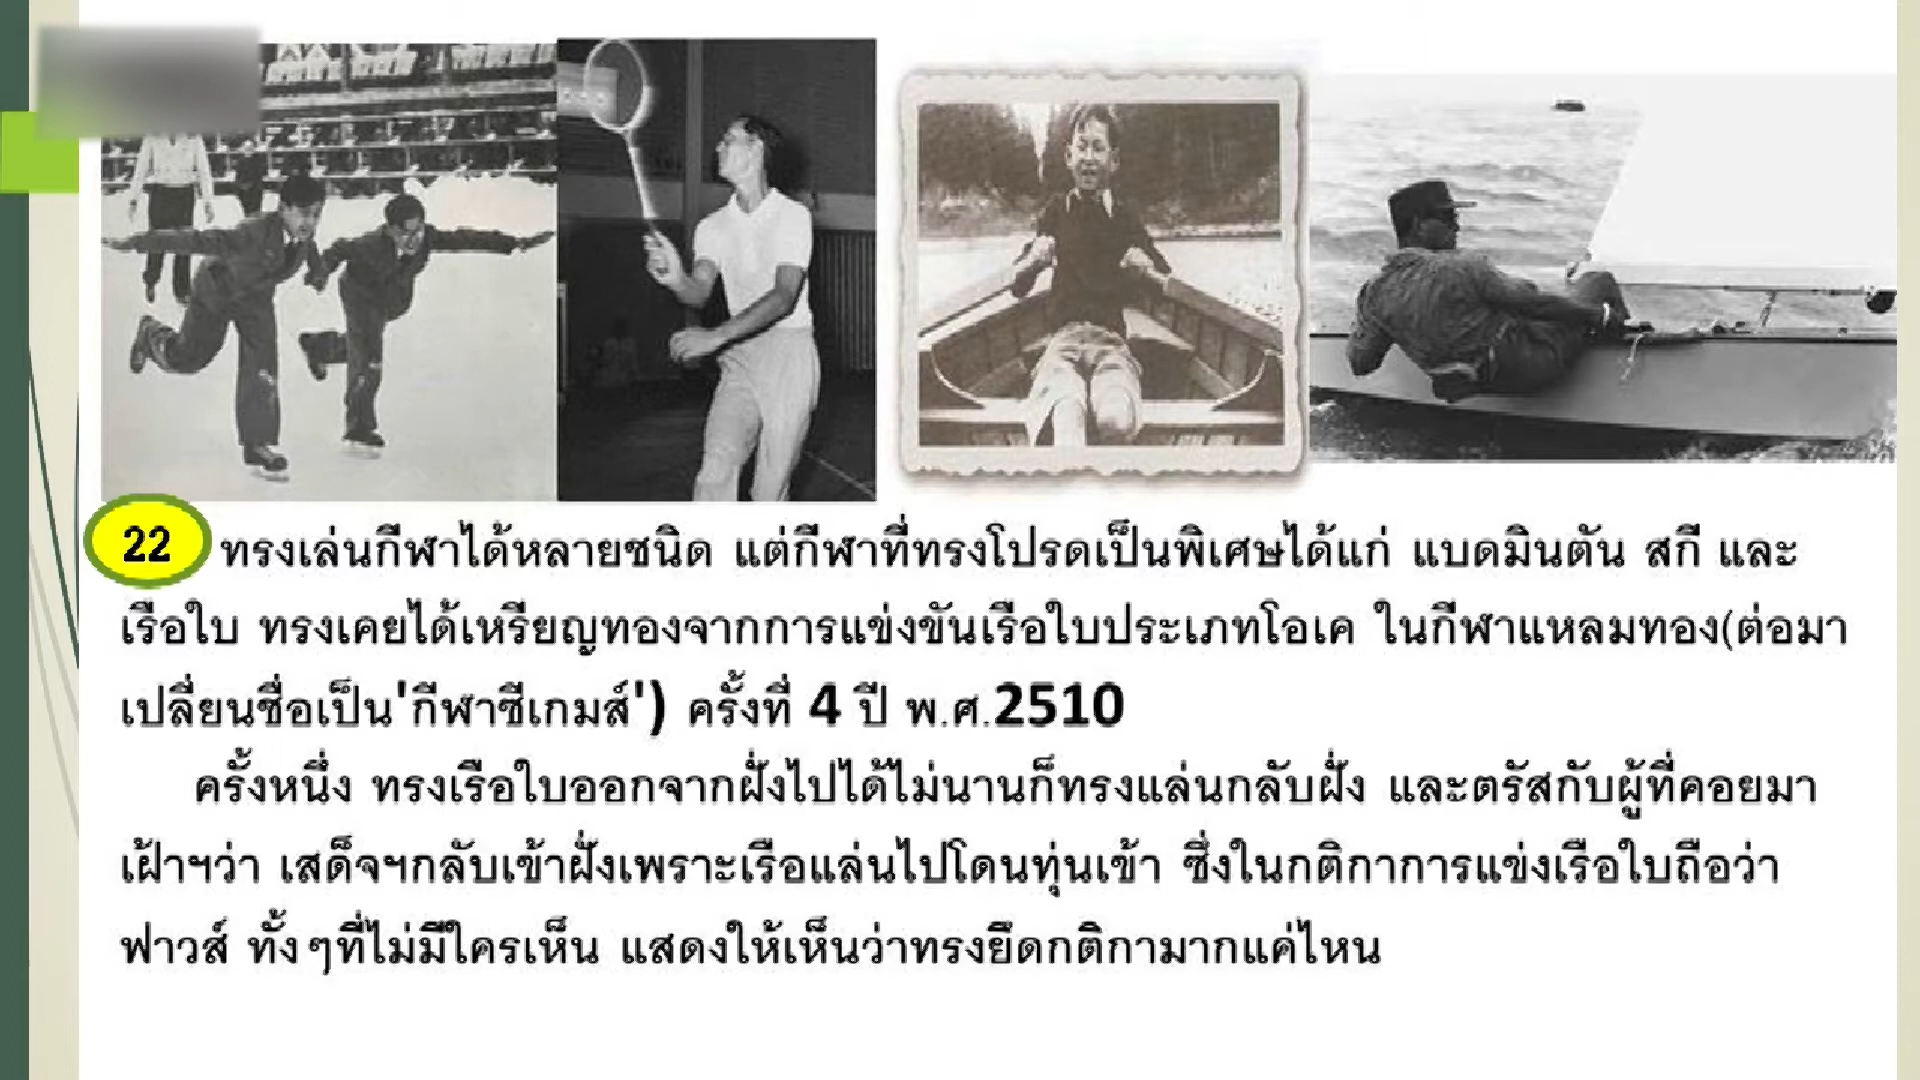 22 ทรงเล่นกีฬาได้หลายชนิด แต่กีฬาที่ทรงโปรดเป็นพิเศษได้แก่ แบดมินตัน สกี และ
เรือใบ ทรงเคยได้เหรียญทองจากการแข่งขันเรือใบประเภทโอเค ในกีฬาแหลมทอง(ต่อมา
เปลี่ยนชื่อเป็น'กีฬาซีเกมส์') ครั้งที่ 4 ปี พ.ศ.2510
ครั้งหนึ่ง ทรงเรือใบออกจากฝั่งไปได้ไม่นานก็ทรงแล่นกลับฝั่ง และตรัสกับผู้ที่คอยมา
เฝ้าฯว่า เสด็จฯกลับเข้าฝั่งเพราะเรือแล่นไปโดนทุ่นเข้า ซึ่งในกติกาการแข่งเรือใบถือว่า
ฟาวส์ ทั้งๆที่ไม่มีใครเห็น แสดงให้เห็นว่าทรงยึดกติกามากแค่ไหน